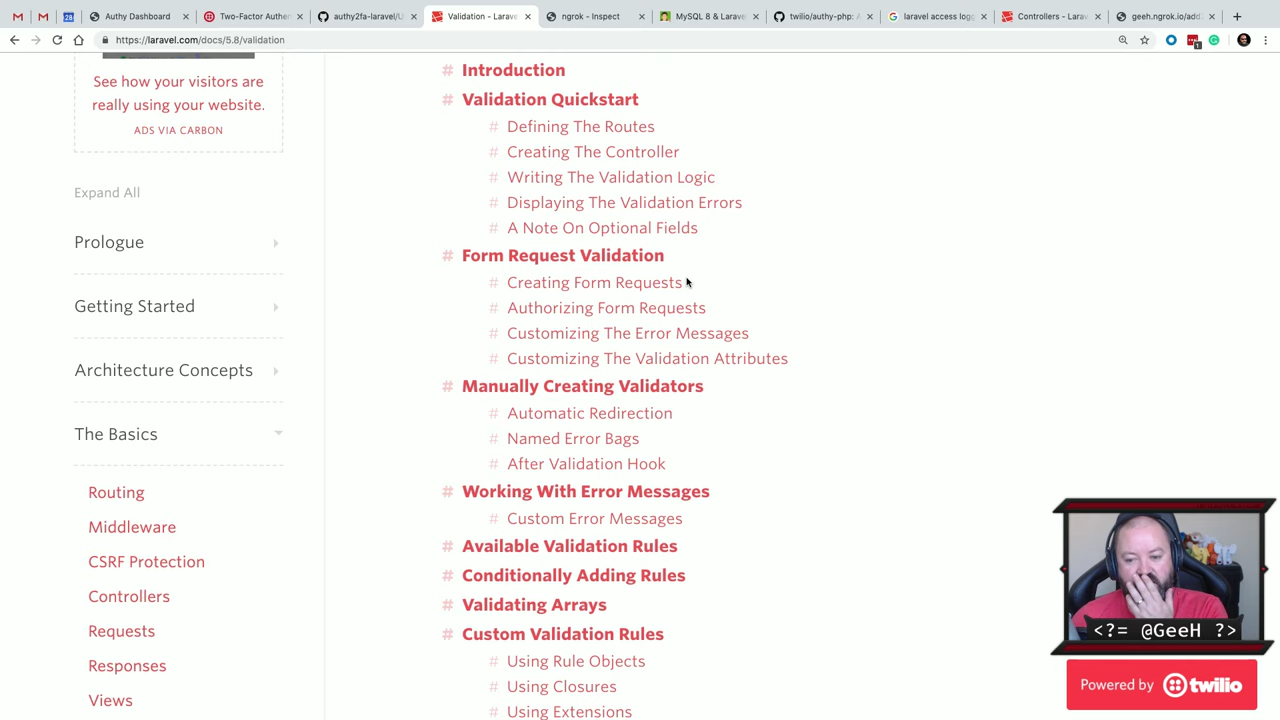 Authy Dashboard
Two-Factor Authen
authy2fa-laravel/U
Validation - Larave
ngrok - Inspect
MySQL 8 & Larave
twilio/authy-php: A
laravel access logg
Controllers - Larav
geeh.ngrok.io/add
28
https://laravel.com/docs/5.8/validation
1
See how your visitors are
really using your website.
ADS VIA CARBON
Expand All
Prologue
Getting Started
Architecture Concepts
The Basics
Routing
Middleware
CSRF Protection
Controllers
Requests
Responses
Views
# Introduction
# Validation Quickstart
# Defining The Routes
# Creating The Controller
# Writing The Validation Logic
# Displaying The Validation Errors
# A Note On Optional Fields
# Form Request Validation
# Creating Form Requests
# Authorizing Form Requests
# Customizing The Error Messages
# Customizing The Validation Attributes
# Manually Creating Validators
# Automatic Redirection
# Named Error Bags
# After Validation Hook
# Working With Error Messages
# Custom Error Messages
# Available Validation Rules
# Conditionally Adding Rules
# Validating Arrays
# Custom Validation Rules
# Using Rule Objects
# Using Closures
# Using Extensions
<?= @GeeH ?>
Powered by twilio